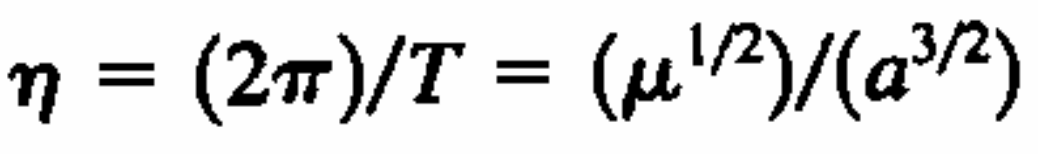 η = (2π)/T = (μ^{1/2})/(a^{3/2})